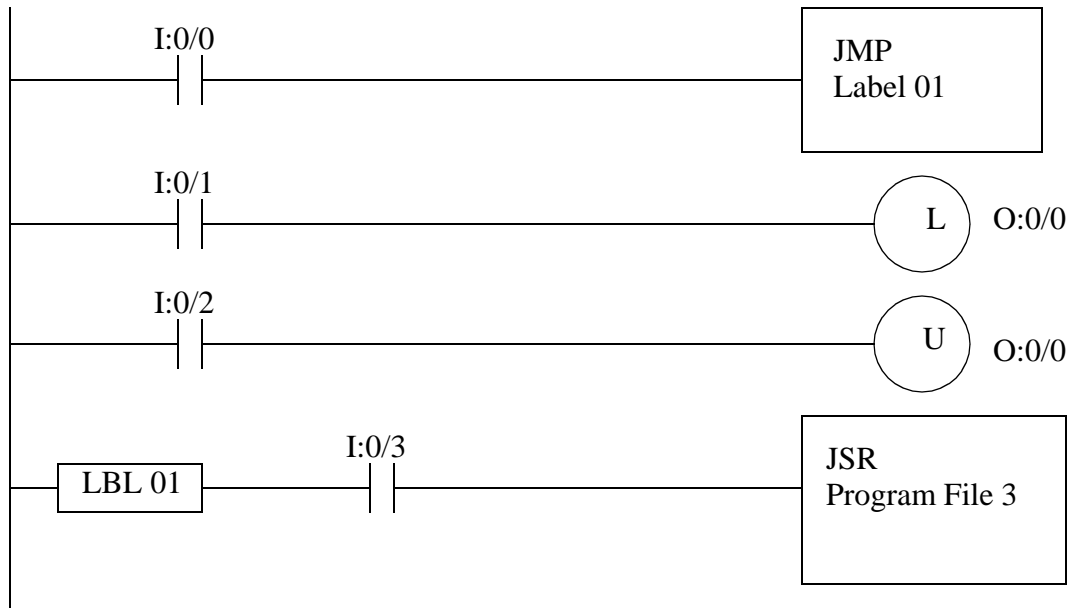 I:0/0
JMP
Label 01
I:0/1
L
O:0/0
I:0/2
U
O:0/0
LBL 01
I:0/3
JSR
Program File 3